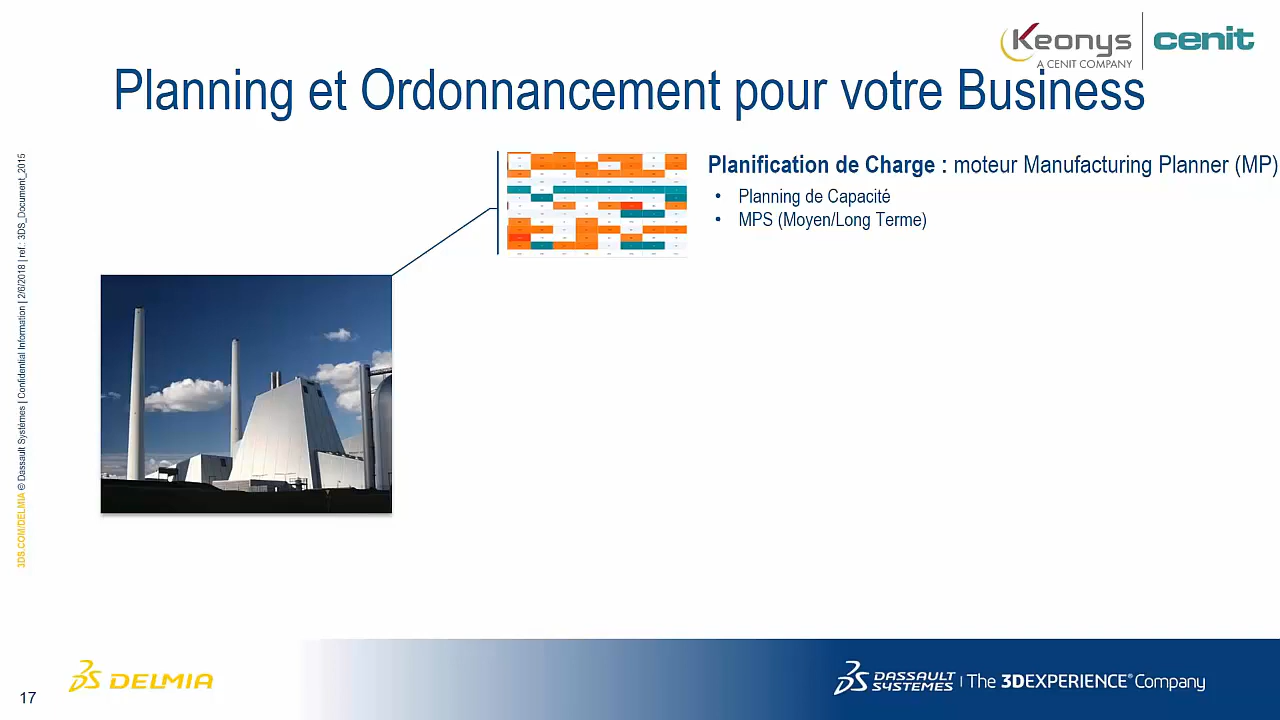 Keonys
A CENIT COMPANY
cenit
Planning et Ordonnancement pour votre Business
Planification de Charge : moteur Manufacturing Planner (MP)
• Planning de Capacité
• MPS (Moyen/Long Terme)
3DS.COM/DELMIA © Dassault Systèmes | Confidential Information | 2/6/2018 | ref.: 3DS_Document_2015
17
DELMIA
DASSAULT SYSTEMES | The 3DEXPERIENCE® Company